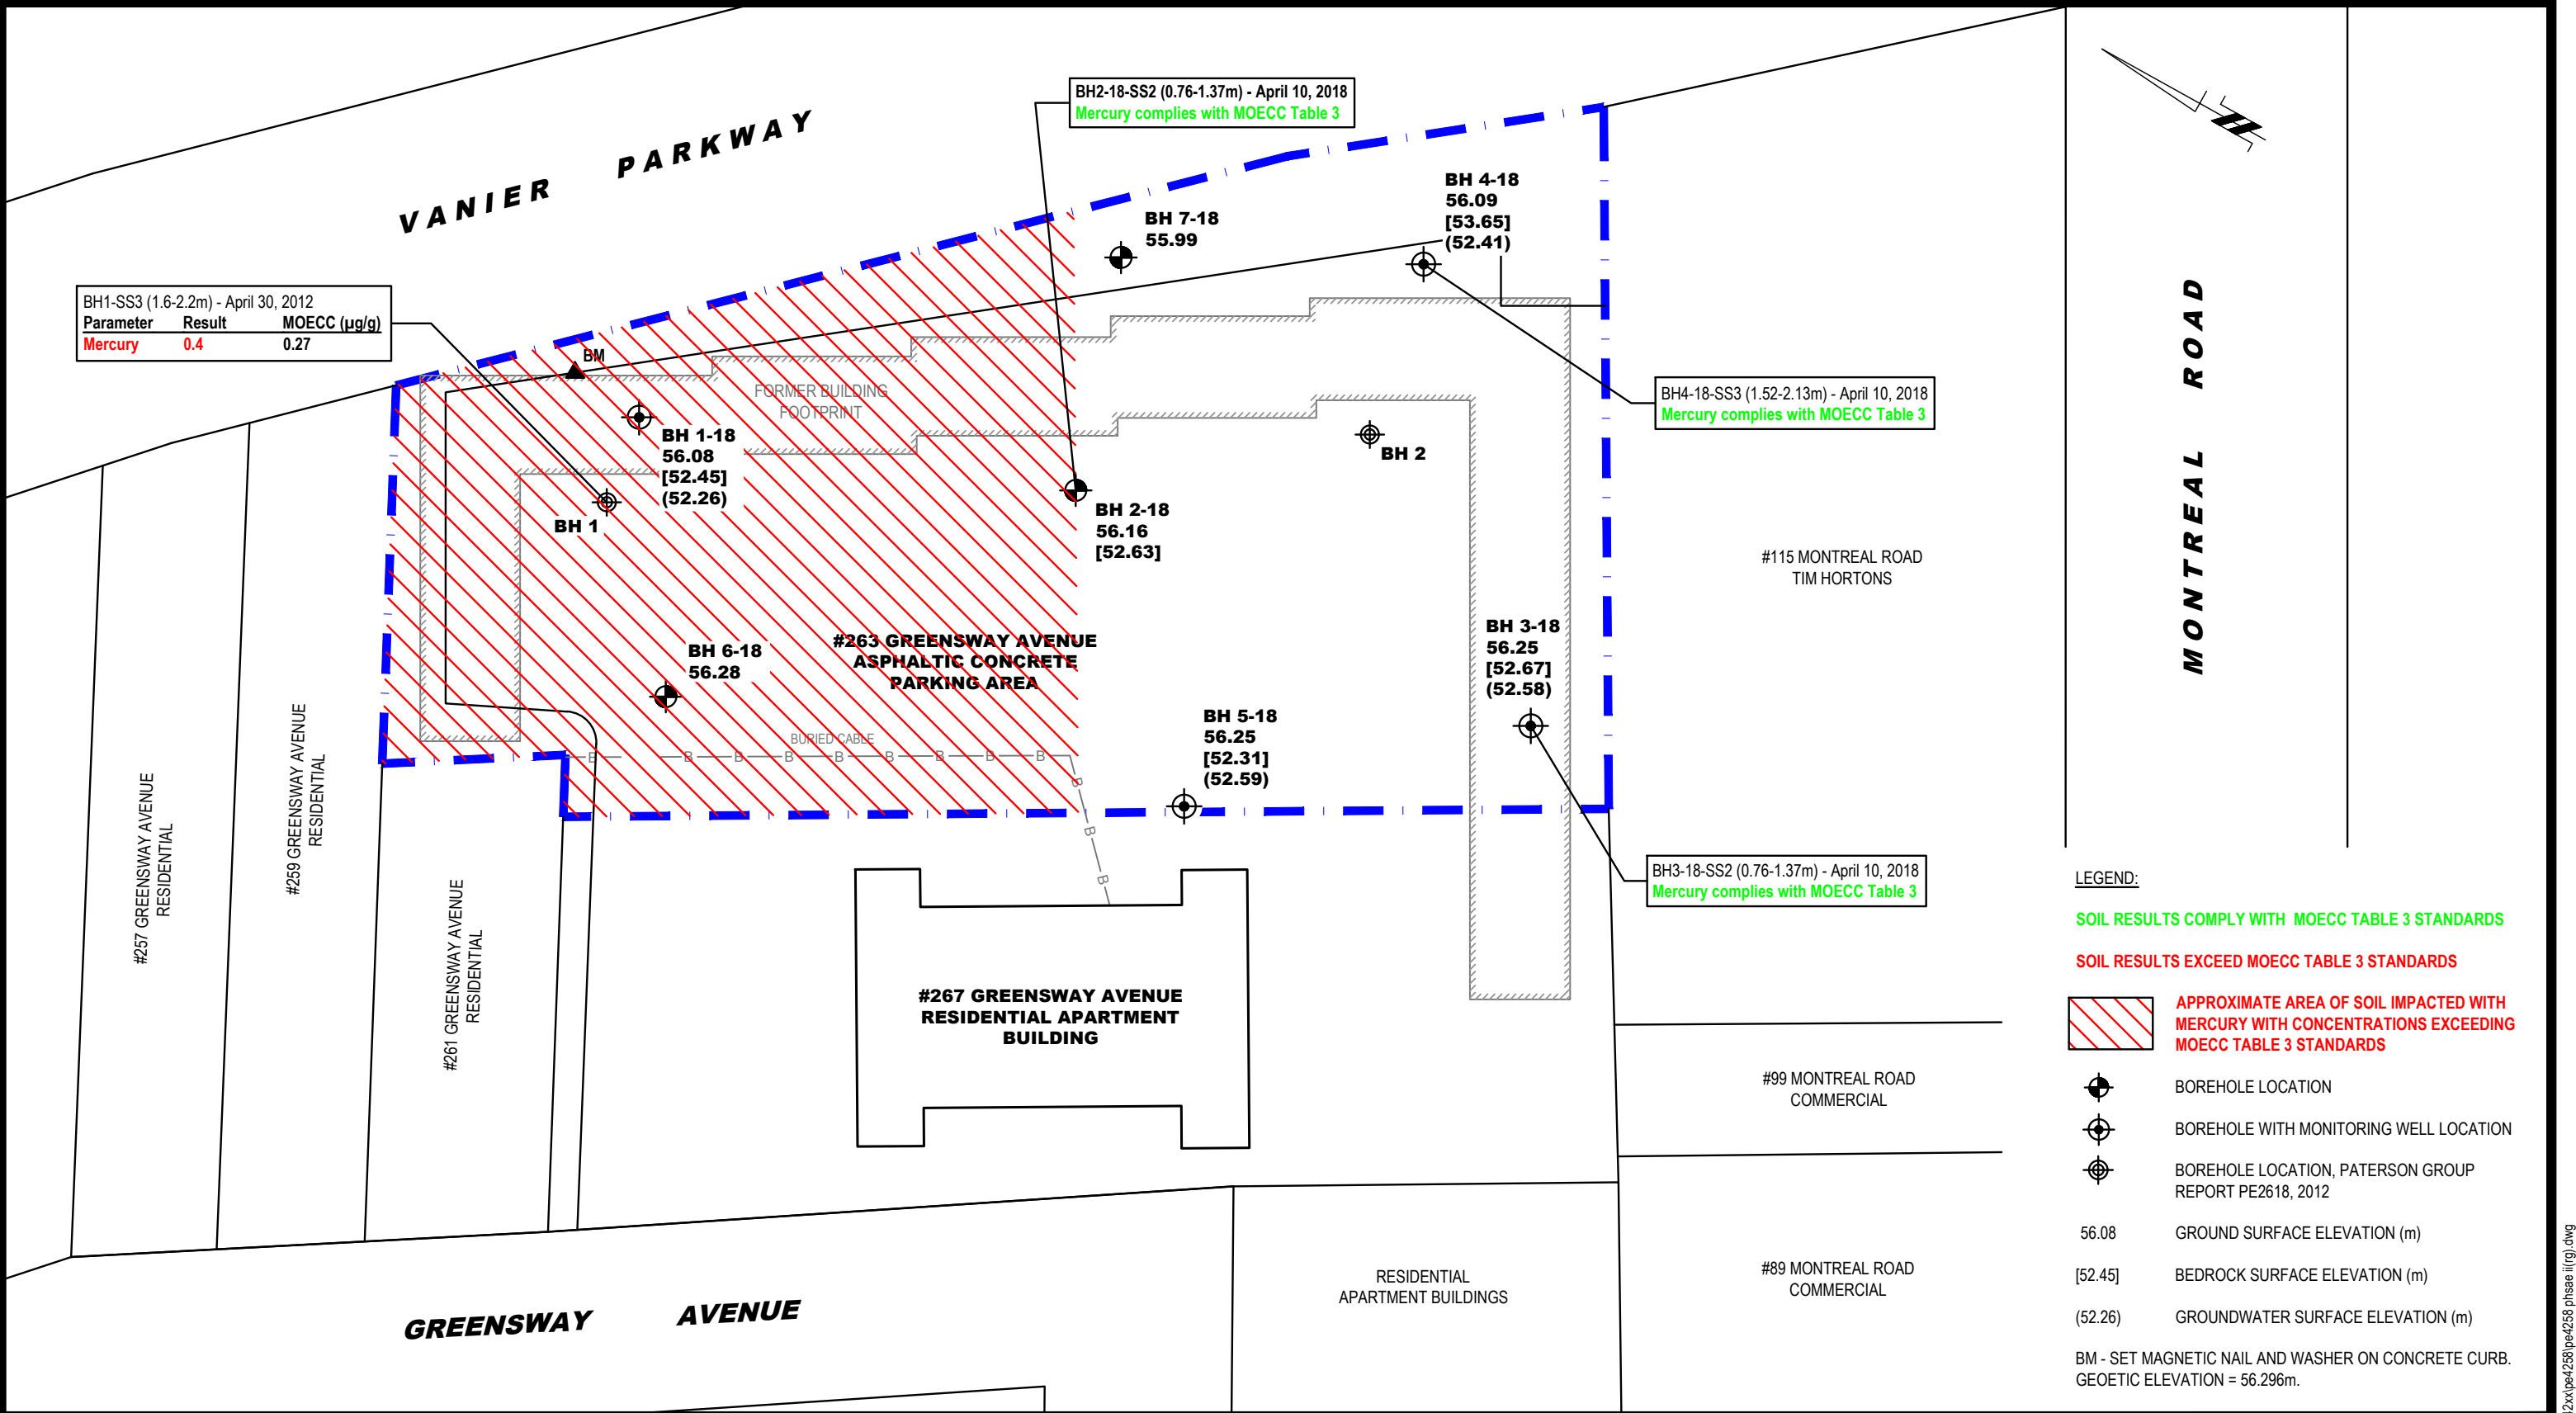 VANIER PARKWAY
BH2-18-SS2 (0.76-1.37m) - April 10, 2018
Mercury complies with MOECC Table 3
BH 4-18
56.09
[53.65]
(52.41)
BH 7-18
55.99
BH1-SS3 (1.6-2.2m) - April 30, 2012
Parameter Result MOECC (µg/g)
Mercury 0.4 0.27
BM
FORMER BUILDING
FOOTPRINT
BH 1-18
56.08
[52.45]
(52.26)
BH 1
BH 2
BH4-18-SS3 (1.52-2.13m) - April 10, 2018
Mercury complies with MOECC Table 3
BH 2-18
56.16
[52.63]
#115 MONTREAL ROAD
TIM HORTONS
MONTREAL ROAD
#263 GREENSWAY AVENUE
ASPHALTIC CONCRETE
PARKING AREA
BH 6-18
56.28
BH 3-18
56.25
[52.67]
(52.58)
BH 5-18
56.25
[52.31]
(52.59)
BURIED CABLE
B B B B B B B B B B B B
#257 GREENSWAY AVENUE
RESIDENTIAL
#259 GREENSWAY AVENUE
RESIDENTIAL
#261 GREENSWAY AVENUE
RESIDENTIAL
BH3-18-SS2 (0.76-1.37m) - April 10, 2018
Mercury complies with MOECC Table 3
#267 GREENSWAY AVENUE
RESIDENTIAL APARTMENT
BUILDING
#99 MONTREAL ROAD
COMMERCIAL
#89 MONTREAL ROAD
COMMERCIAL
RESIDENTIAL
APARTMENT BUILDINGS
GREENSWAY AVENUE
LEGEND:
SOIL RESULTS COMPLY WITH MOECC TABLE 3 STANDARDS
SOIL RESULTS EXCEED MOECC TABLE 3 STANDARDS
APPROXIMATE AREA OF SOIL IMPACTED WITH
MERCURY WITH CONCENTRATIONS EXCEEDING
MOECC TABLE 3 STANDARDS
BOREHOLE LOCATION
BOREHOLE WITH MONITORING WELL LOCATION
BOREHOLE LOCATION, PATERSON GROUP
REPORT PE2618, 2012
56.08 GROUND SURFACE ELEVATION (m)
[52.45] BEDROCK SURFACE ELEVATION (m)
(52.26) GROUNDWATER SURFACE ELEVATION (m)
BM - SET MAGNETIC NAIL AND WASHER ON CONCRETE CURB.
GEOETIC ELEVATION = 56.296m.
42xx\pe4258\pe4258 phsae ii(rg).dwg